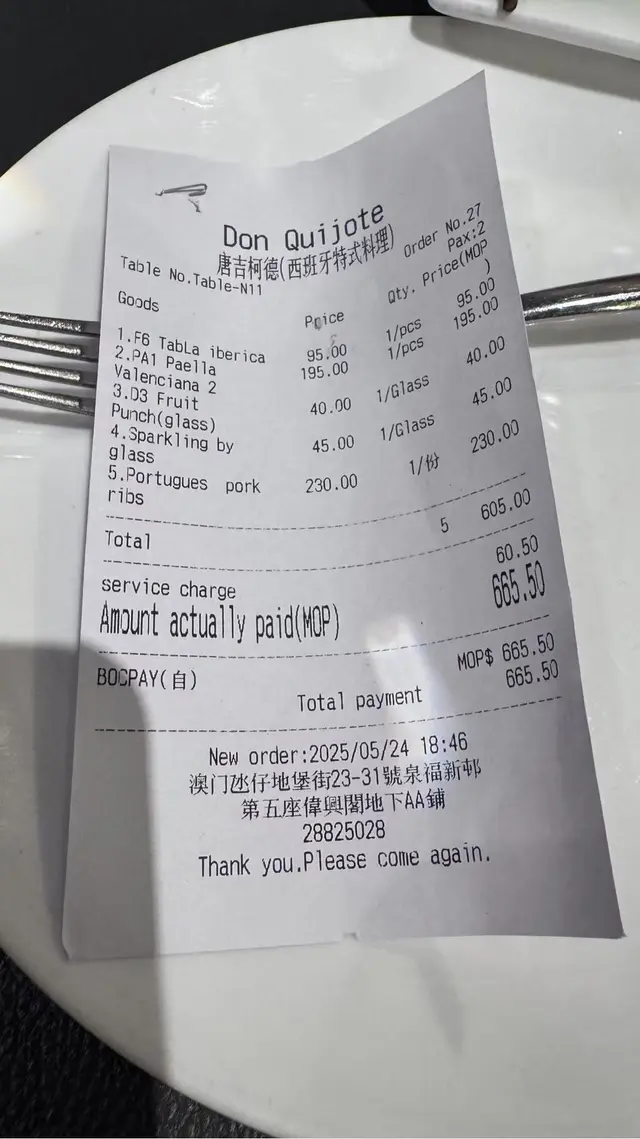 Don Quijote
唐吉柯德(西班牙特式料理)
Table No.Table-N11 Order No.27
Pax:2
Goods Price Qty. Price(MOP
)
1.F6 TabLa iberica 95.00 1/pcs 95.00
2.PA1 Paella 195.00 1/pcs 195.00
Valenciana 2
3.D3 Fruit 40.00 1/Glass 40.00
Punch(glass)
4.Sparkling by 45.00 1/Glass 45.00
glass
5.Portugues pork 230.00 1/份 230.00
ribs
Total 5 605.00
service charge 60.50
Amount actually paid(MOP) 665.50
BOCPAY(自) MOP$ 665.50
Total payment 665.50
New order:2025/05/24 18:46
澳门氹仔地堡街23-31號泉福新邨
第五座偉興閣地下AA鋪
28825028
Thank you.Please come again.